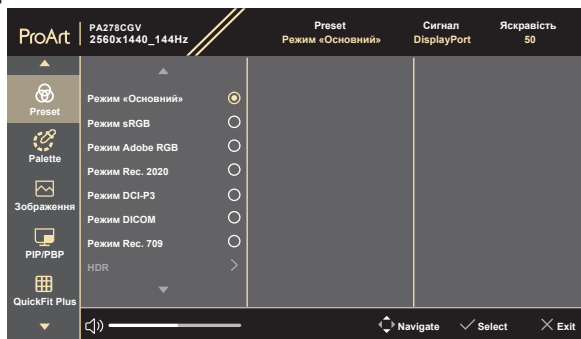 ProArt
PA278CGV
2560x1440_144Hz
Preset
Режим «Основний»
Сигнал
DisplayPort
Яскравість
50
Preset
Palette
Зображення
PIP/PBP
QuickFit Plus
Режим «Основний»
Режим sRGB
Режим Adobe RGB
Режим Rec. 2020
Режим DCI-P3
Режим DICOM
Режим Rec. 709
HDR
Navigate
Select
Exit